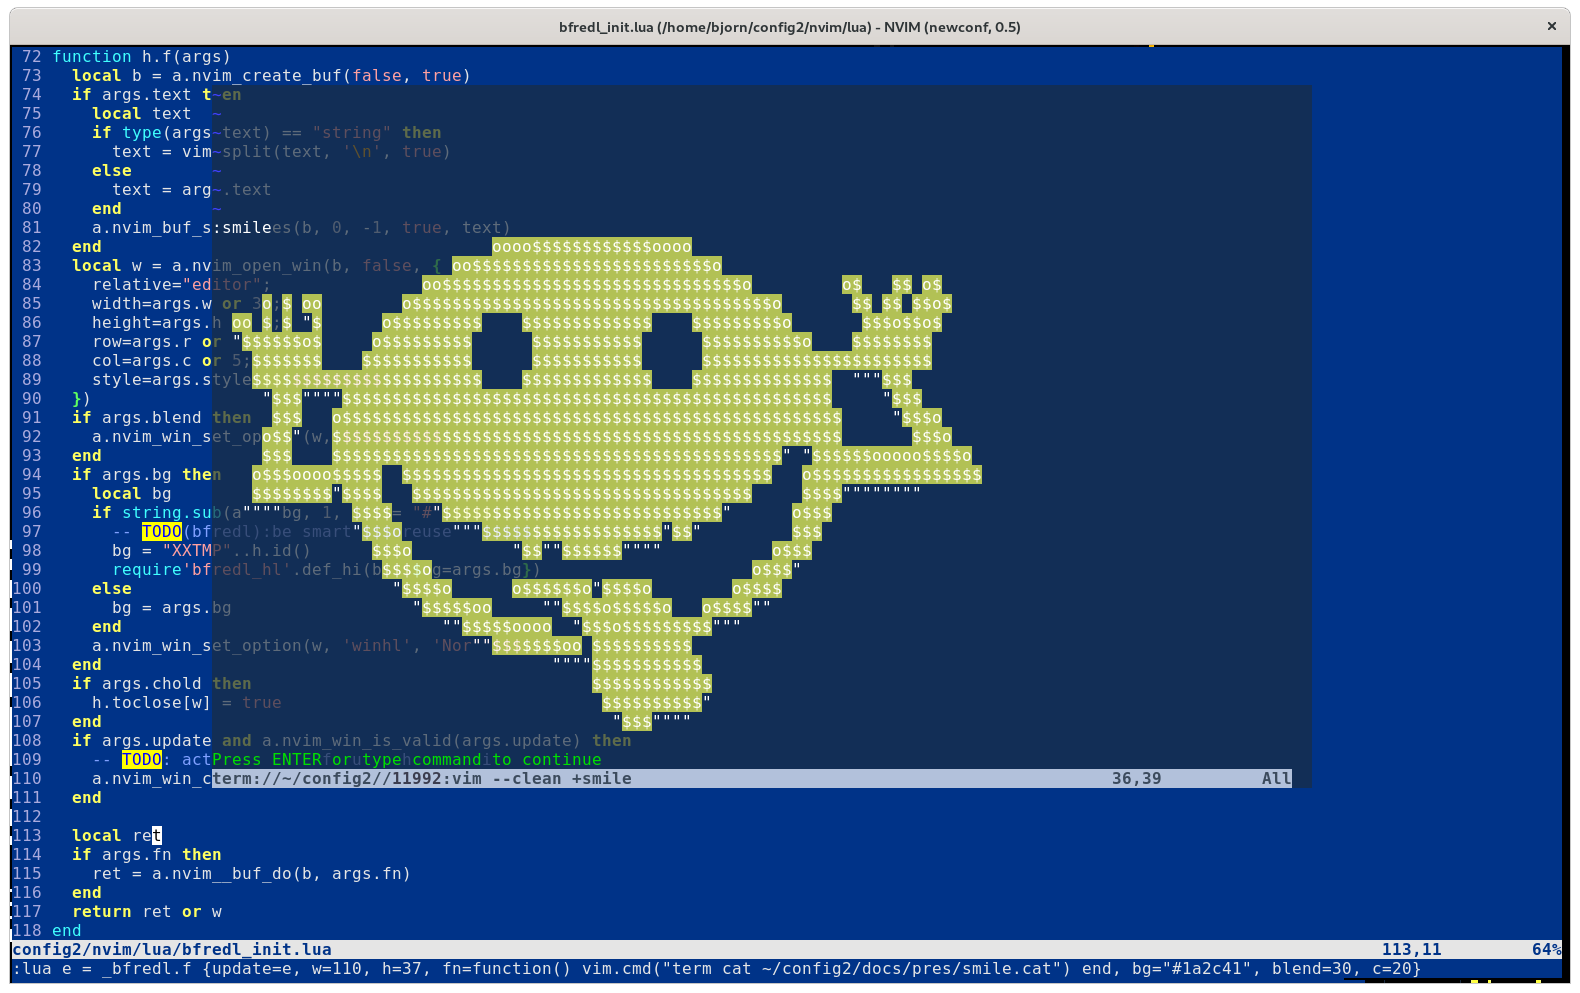 bfredl_init.lua (/home/bjorn/config2/nvim/lua) - NVIM (newconf, 0.5) ×
72 function h.f(args)
73   local b = a.nvim_create_buf(false, true)
74   if args.text t~en
75     local text  ~
76     if type(args~text) == "string" then
77       text = vim~split(text, '\n', true)
78     else        ~
79       text = arg~.text
80     end         ~
81     a.nvim_buf_s:smilees(b, 0, -1, true, text)
82   end                                       oooo$$$$$$$$$$$$oooo
83   local w = a.nvim_open_win(b, false, { oo$$$$$$$$$$$$$$$$$$$$$$$$o
84     relative="editor";               oo$$$$$$$$$$$$$$$$$$$$$$$$$$$$$$o         o$   $$ o$
85     width=args.w or 3o;$ oo        o$$$$$$$$$$$$$$$$$$$$$$$$$$$$$$$$$$$$o       $$ $$ $$o$
86     height=args.h oo $;$ "$      o$$$$$$$$$    $$$$$$$$$$$$$    $$$$$$$$$o       $$$o$$o$
87     row=args.r or "$$$$$$o$     o$$$$$$$$$      $$$$$$$$$$$      $$$$$$$$$$o    $$$$$$$$
88     col=args.c or 5;$$$$$$$    $$$$$$$$$$$      $$$$$$$$$$$      $$$$$$$$$$$$$$$$$$$$$$$
89     style=args.style$$$$$$$$$$$$$$$$$$$$$$$    $$$$$$$$$$$$$    $$$$$$$$$$$$$$  """$$$
90   })                 "$$$""""$$$$$$$$$$$$$$$$$$$$$$$$$$$$$$$$$$$$$$$$$$$$$$$$$     "$$$
91   if args.blend then  $$$   o$$$$$$$$$$$$$$$$$$$$$$$$$$$$$$$$$$$$$$$$$$$$$$$$$$     "$$$o
92     a.nvim_win_set_opo$$"(w,$$$$$$$$$$$$$$$$$$$$$$$$$$$$$$$$$$$$$$$$$$$$$$$$$$$       $$$o
93   end                $$$    $$$$$$$$$$$$$$$$$$$$$$$$$$$$$$$$$$$$$$$$$$$$$" "$$$$$$ooooo$$$$o
94   if args.bg then   o$$$oooo$$$$$  $$$$$$$$$$$$$$$$$$$$$$$$$$$$$$$$$$$$$   o$$$$$$$$$$$$$$$$$
95     local bg        $$$$$$$$"$$$$   $$$$$$$$$$$$$$$$$$$$$$$$$$$$$$$$$$     $$$$""""""""
96     if string.sub(a""""bg, 1, $$$$= "#"$$$$$$$$$$$$$$$$$$$$$$$$$$$$"      o$$$
97       -- TODO(bfredl):be smart"$$$oreuse"""$$$$$$$$$$$$$$$$$$"$$"         $$$
98       bg = "XXTMP"..h.id()      $$$o          "$$""$$$$$$""""           o$$$
99       require'bfredl_hl'.def_hi(b$$$$og=args.bg})                     o$$$"
100     else                          "$$$$o      o$$$$$$o"$$$$o        o$$$$
101       bg = args.bg                  "$$$$$oo     ""$$$$o$$$$$o   o$$$$""
102     end                                ""$$$$$oooo  "$$$o$$$$$$$$$"""
103     a.nvim_win_set_option(w, 'winhl', 'Nor""$$$$$$$oo $$$$$$$$$$
104   end                                             """"$$$$$$$$$$$
105   if args.chold then                                  $$$$$$$$$$$$
106     h.toclose[w] = true                                $$$$$$$$$$"
107   end                                                   "$$$""""
108   if args.update and a.nvim_win_is_valid(args.update) then
109     -- TODO: actPress ENTER or type command to continue
110     a.nvim_win_cterm://~/config2//11992:vim --clean +smile 36,39 All
111   end
112
113   local ret
114   if args.fn then
115     ret = a.nvim__buf_do(b, args.fn)
116   end
117   return ret or w
118 end
config2/nvim/lua/bfredl_init.lua 113,11 64%
:lua e = _bfredl.f {update=e, w=110, h=37, fn=function() vim.cmd("term cat ~/config2/docs/pres/smile.cat") end, bg="#1a2c41", blend=30, c=20}